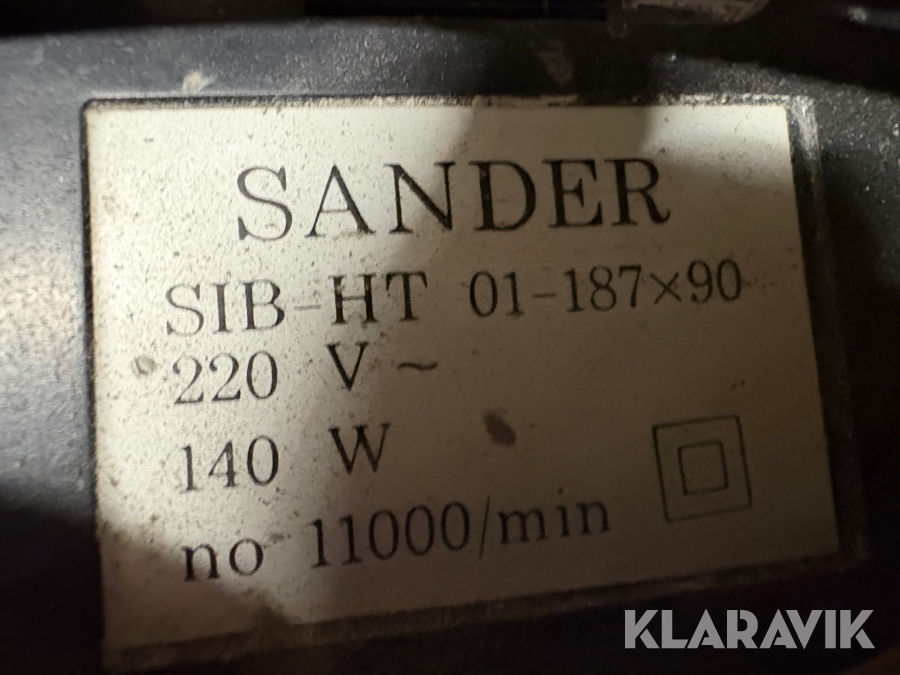 SANDER
SIB-HT 01-187×90
220 V ~
140 W
no 11000/min
KLARAVIK